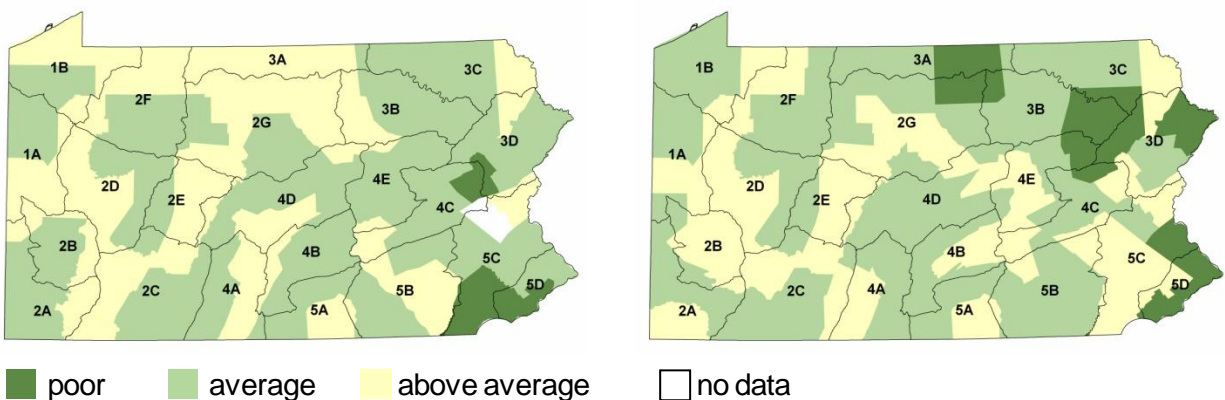 3A
1B
3C
2F
3B
2G
3D
1A
4E
2D
2E
4D
4C
2B
4B
5C
2C
4A
5D
5B
2A
5A
3A
1B
3C
2F
3B
2G
3D
1A
4E
2D
2E
4D
4C
2B
4B
5C
2C
4A
5D
5B
2A
5A
poor average above average no data